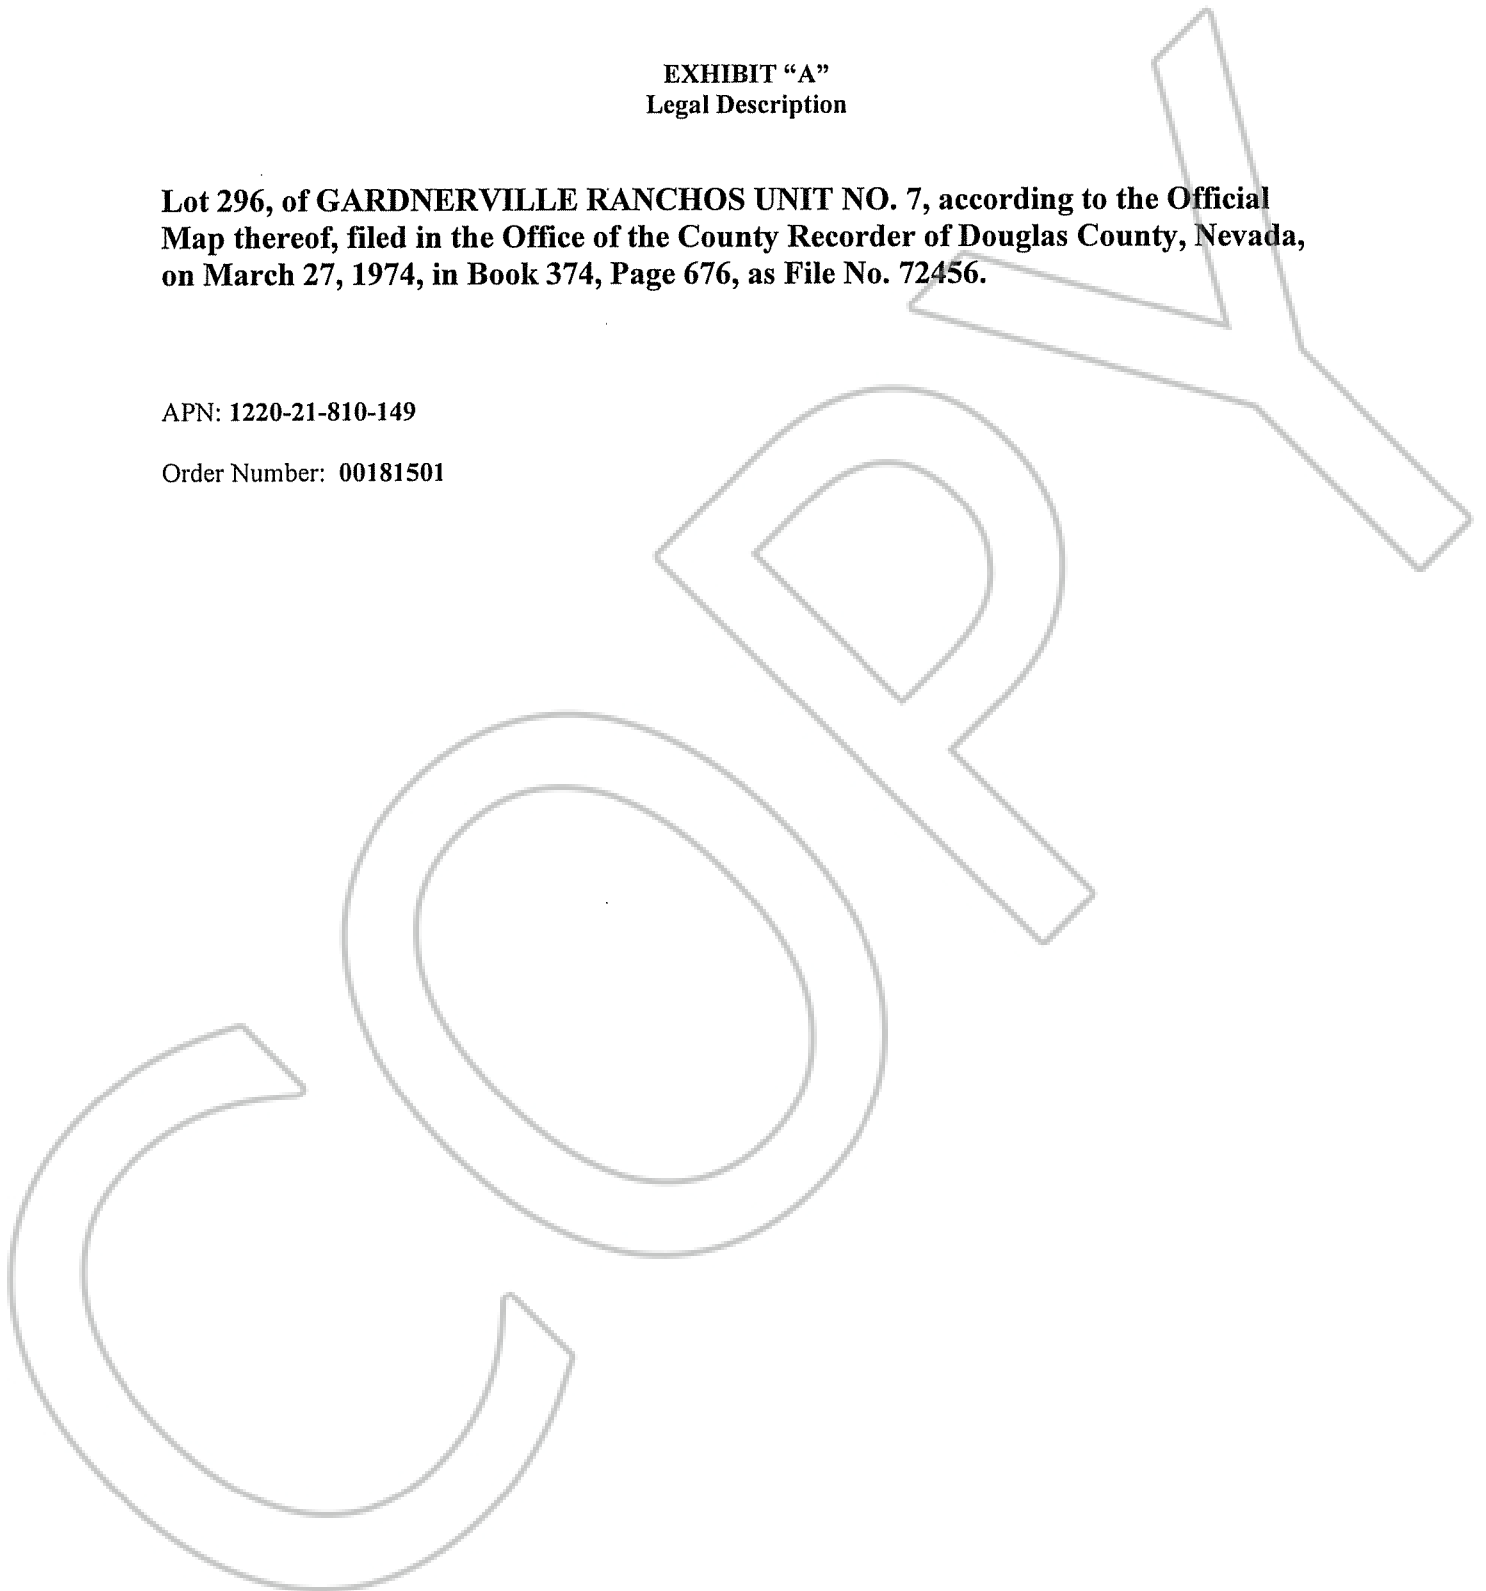 EXHIBIT “A”
Legal Description
Lot 296, of GARDNERVILLE RANCHOS UNIT NO. 7, according to the Official
Map thereof, filed in the Office of the County Recorder of Douglas County, Nevada,
on March 27, 1974, in Book 374, Page 676, as File No. 72456.
APN: 1220-21-810-149
Order Number: 00181501
COPY